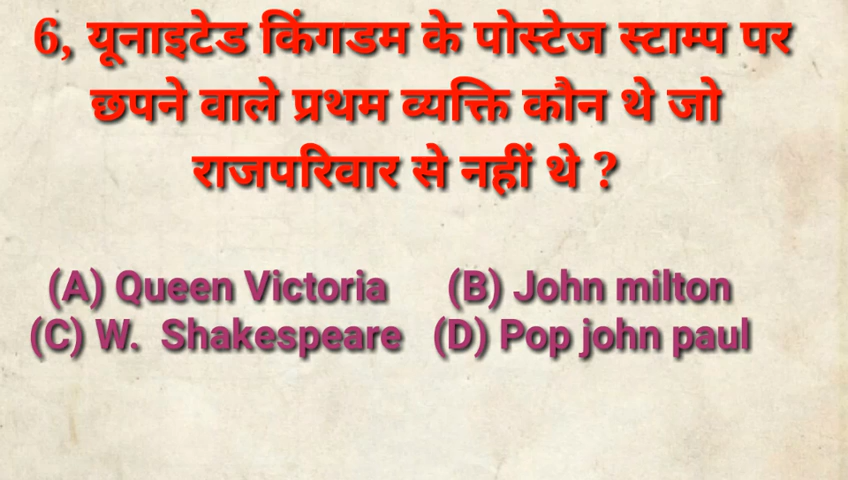 6, यूनाइटेड किंगडम के पोस्टेज स्टाम्प पर
छपने वाले प्रथम व्यक्ति कौन थे जो
राजपरिवार से नहीं थे ?
(A) Queen Victoria (B) John milton
(C) W. Shakespeare (D) Pop john paul